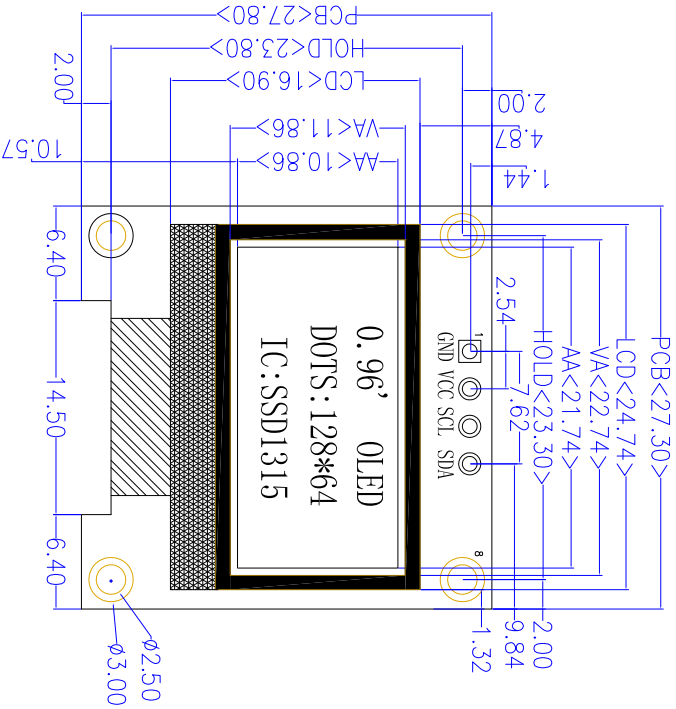 PCB<27.80>
HOLD<23.80>
LCD<16.90>
VA<11.86>
AA<10.86>
2.00
10.57
2.00
4.87
1.44
6.40
14.50
6.40
2.54
7.62
PCB<27.30>
LCD<24.74>
VA<22.74>
AA<21.74>
HOLD<23.30>
1
GND VCC SCL SDA
8
0.96’ OLED
DOTS:128*64
IC:SSD1315
2.00
9.84
1.32
ø2.50
ø3.00